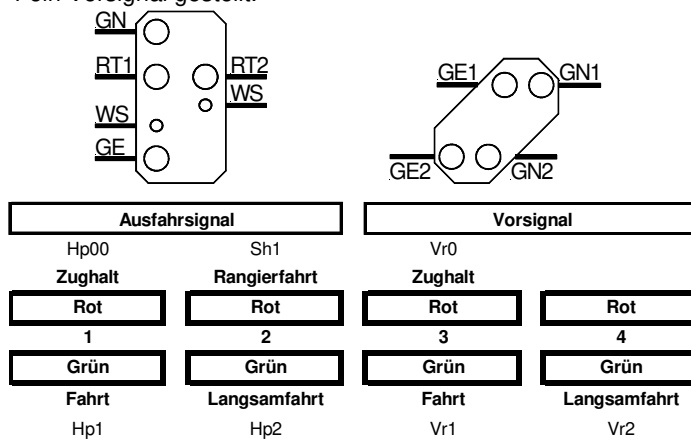 1 ein Vorsignal gestellt.
GN
RT1 RT2
WS
WS
GE
GE1 GN1
GE2 GN2
Ausfahrsignal Vorsignal
Hp00 Sh1 Vr0
Zughalt Rangierfahrt Zughalt
Rot Rot Rot Rot
1 2 3 4
Grün Grün Grün Grün
Fahrt Langsamfahrt Fahrt Langsamfahrt
Hp1 Hp2 Vr1 Vr2